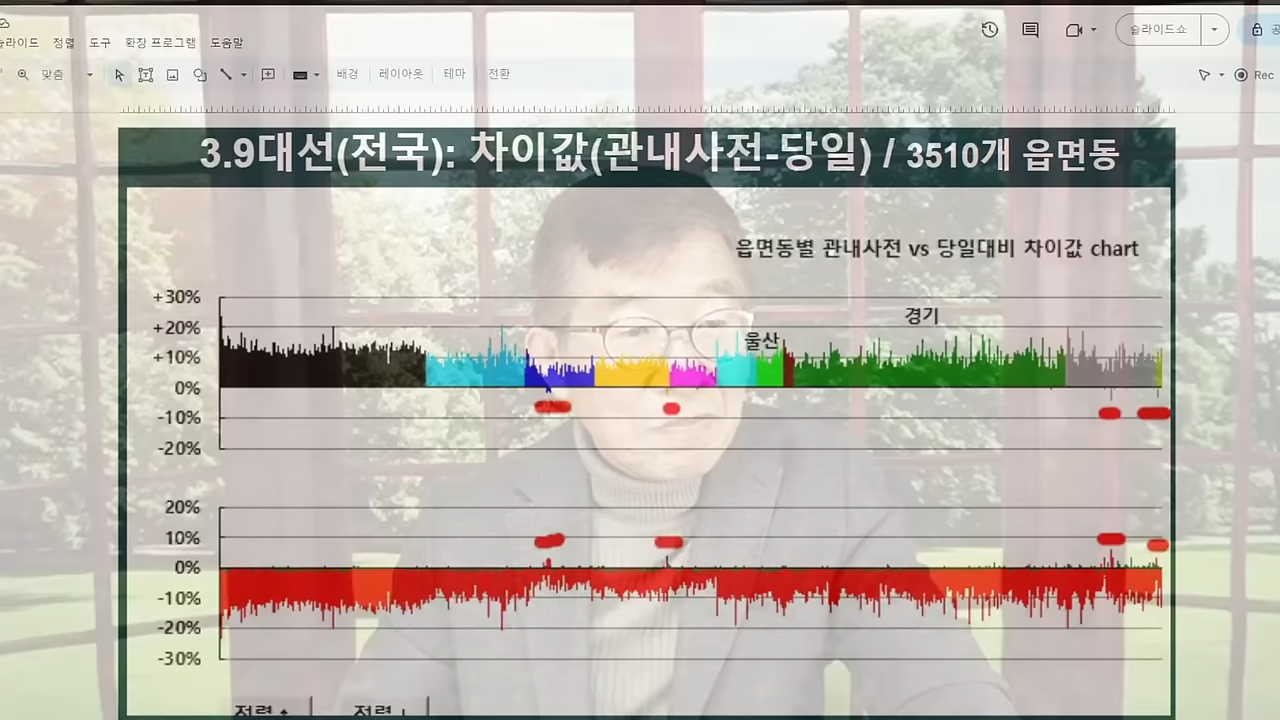 슬라이드 정렬 도구 확장 프로그램 도움말
슬라이드쇼
맞춤
배경 레이아웃 테마 전환
Rec
3.9대선(전국): 차이값(관내사전-당일) / 3510개 읍면동
읍면동별 관내사전 vs 당일대비 차이값 chart
+30%
+20%
+10%
0%
-10%
-20%
울산
경기
20%
10%
0%
-10%
-20%
-30%